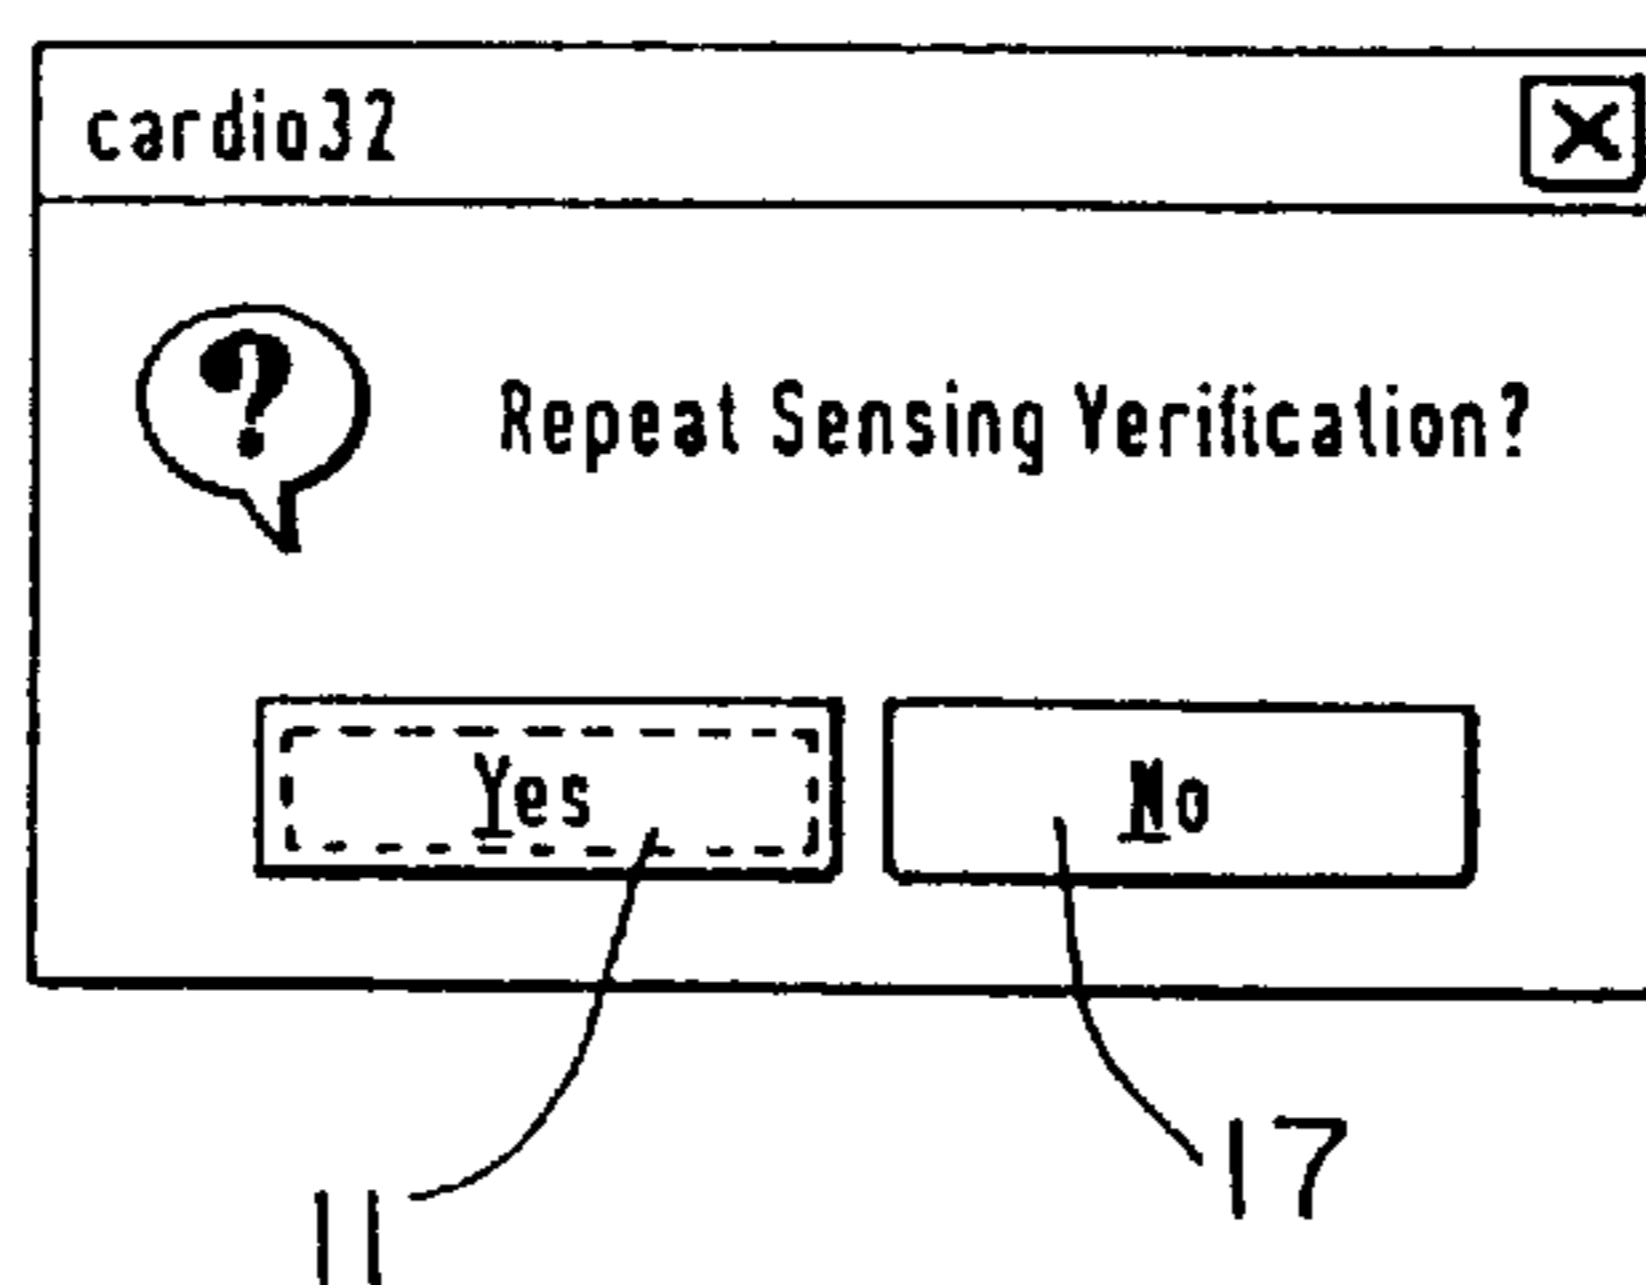 cardio32
?
Repeat Sensing Verification?
Yes No
11 17